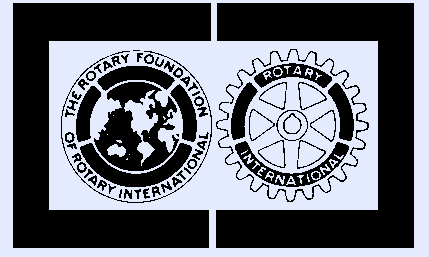 THE ROTARY FOUNDATION
OF ROTARY INTERNATIONAL
ROTARY
INTERNATIONAL